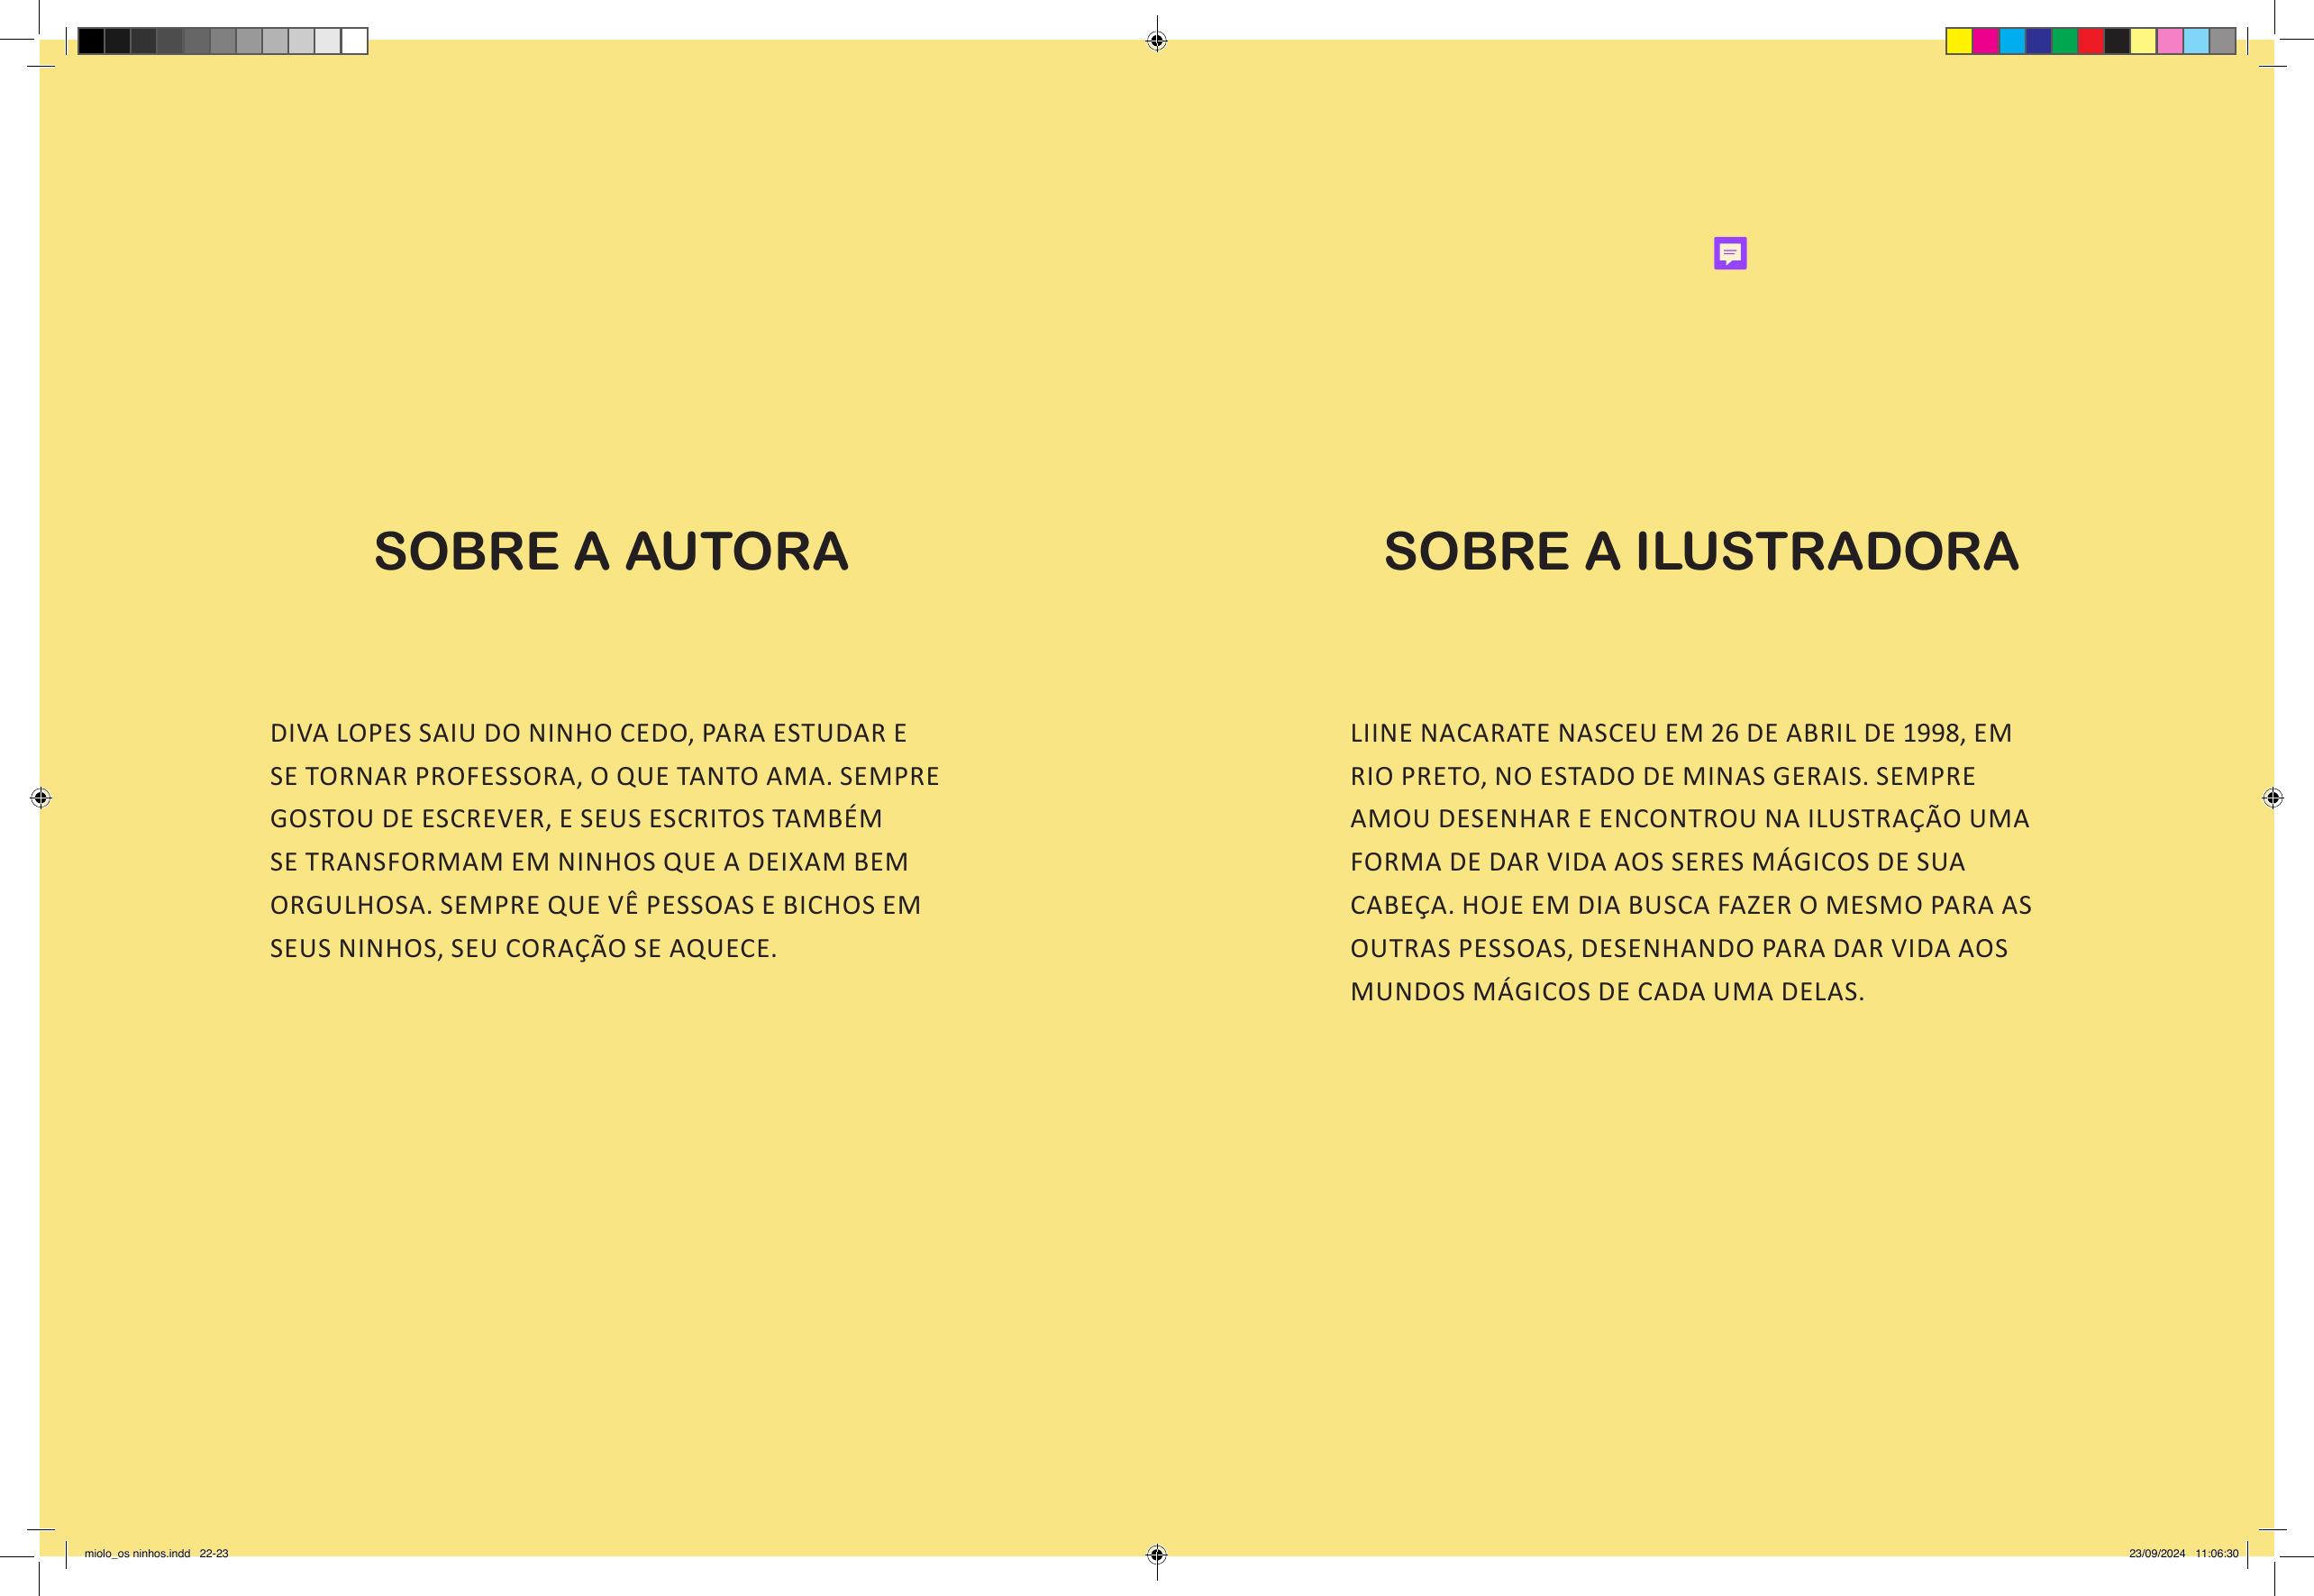 SOBRE A AUTORA
DIVA LOPES SAIU DO NINHO CEDO, PARA ESTUDAR E
SE TORNAR PROFESSORA, O QUE TANTO AMA. SEMPRE
GOSTOU DE ESCREVER, E SEUS ESCRITOS TAMBÉM
SE TRANSFORMAM EM NINHOS QUE A DEIXAM BEM
ORGULHOSA. SEMPRE QUE VÊ PESSOAS E BICHOS EM
SEUS NINHOS, SEU CORAÇÃO SE AQUECE.
SOBRE A ILUSTRADORA
LIINE NACARATE NASCEU EM 26 DE ABRIL DE 1998, EM
RIO PRETO, NO ESTADO DE MINAS GERAIS. SEMPRE
AMOU DESENHAR E ENCONTROU NA ILUSTRAÇÃO UMA
FORMA DE DAR VIDA AOS SERES MÁGICOS DE SUA
CABEÇA. HOJE EM DIA BUSCA FAZER O MESMO PARA AS
OUTRAS PESSOAS, DESENHANDO PARA DAR VIDA AOS
MUNDOS MÁGICOS DE CADA UMA DELAS.
miolo_os ninhos.indd 22-23
23/09/2024 11:06:30